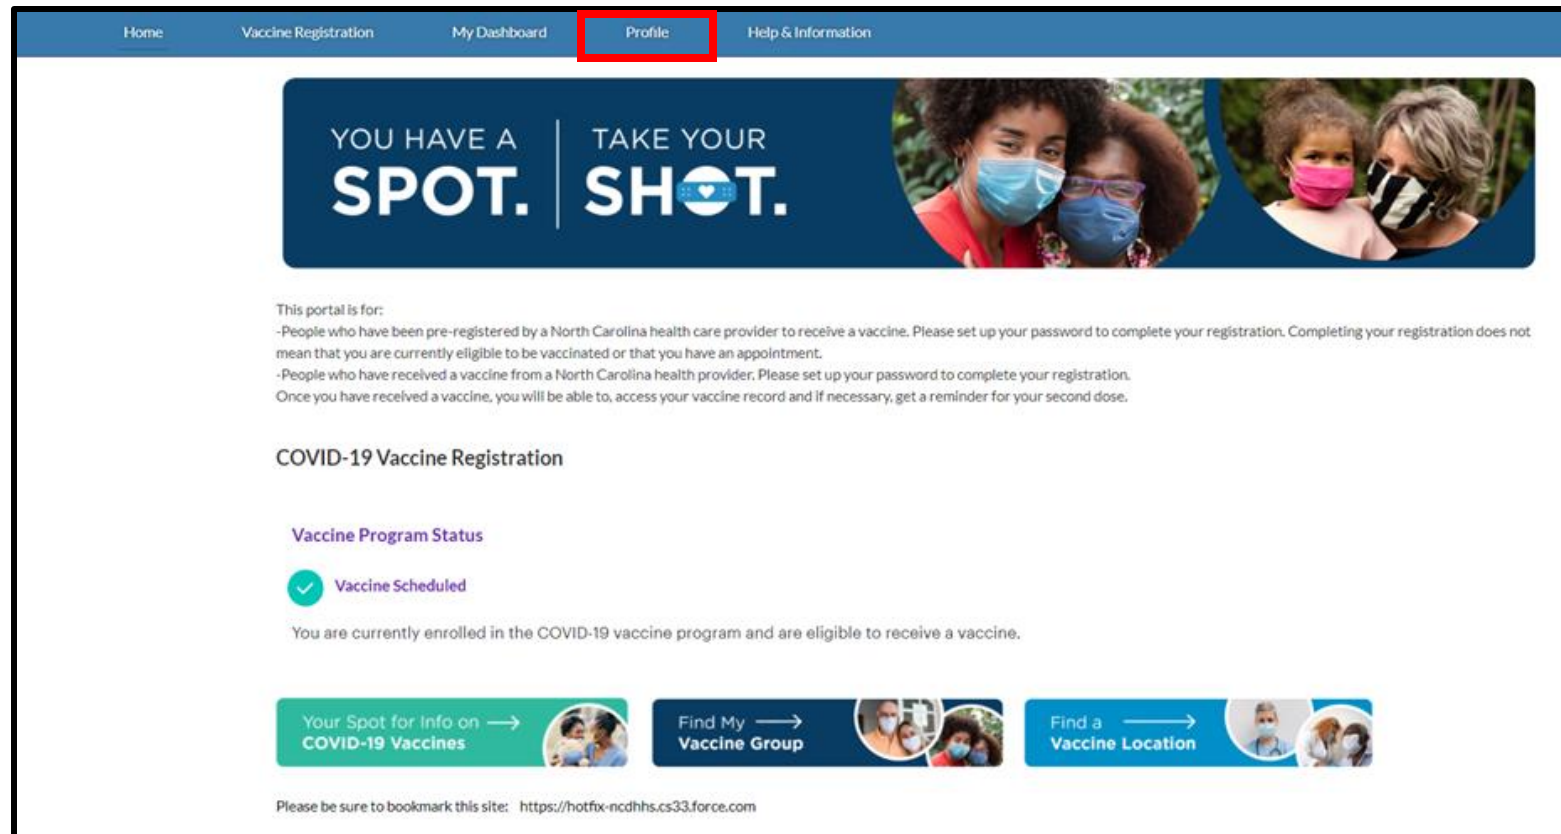 Home Vaccine Registration My Dashboard Profile Help & Information
YOU HAVE A
SPOT.
TAKE YOUR
SHOT.
This portal is for:
-People who have been pre-registered by a North Carolina health care provider to receive a vaccine. Please set up your password to complete your registration. Completing your registration does not
mean that you are currently eligible to be vaccinated or that you have an appointment.
-People who have received a vaccine from a North Carolina health provider. Please set up your password to complete your registration.
Once you have received a vaccine, you will be able to, access your vaccine record and if necessary, get a reminder for your second dose.
COVID-19 Vaccine Registration
Vaccine Program Status
Vaccine Scheduled
You are currently enrolled in the COVID-19 vaccine program and are eligible to receive a vaccine.
Your Spot for Info on →
COVID-19 Vaccines
Find My →
Vaccine Group
Find a →
Vaccine Location
Please be sure to bookmark this site: https://hotfix-ncdhhs.cs33.force.com